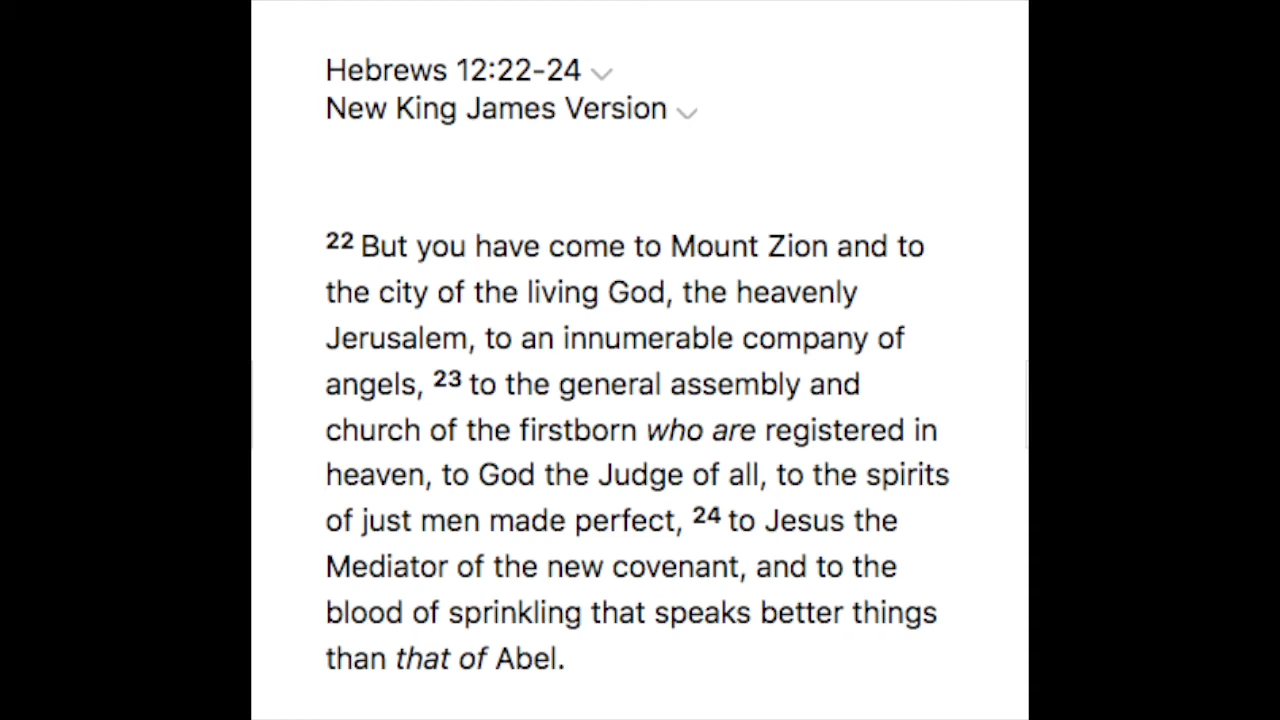 Hebrews 12:22-24
New King James Version
22 But you have come to Mount Zion and to
the city of the living God, the heavenly
Jerusalem, to an innumerable company of
angels, 23 to the general assembly and
church of the firstborn who are registered in
heaven, to God the Judge of all, to the spirits
of just men made perfect, 24 to Jesus the
Mediator of the new covenant, and to the
blood of sprinkling that speaks better things
than that of Abel.